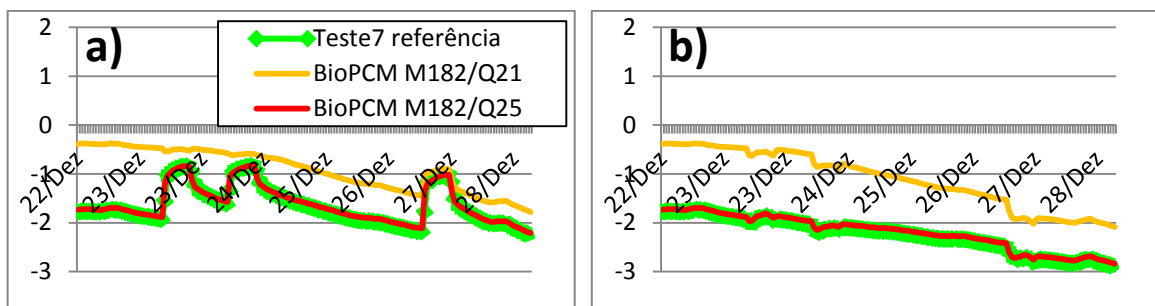 a)
Teste7 referência
BioPCM M182/Q21
BioPCM M182/Q25
2
1
0
-1
-2
-3
22/Dez
23/Dez
23/Dez
24/Dez
25/Dez
26/Dez
27/Dez
28/Dez
b)
2
1
0
-1
-2
-3
22/Dez
23/Dez
23/Dez
24/Dez
25/Dez
26/Dez
27/Dez
28/Dez